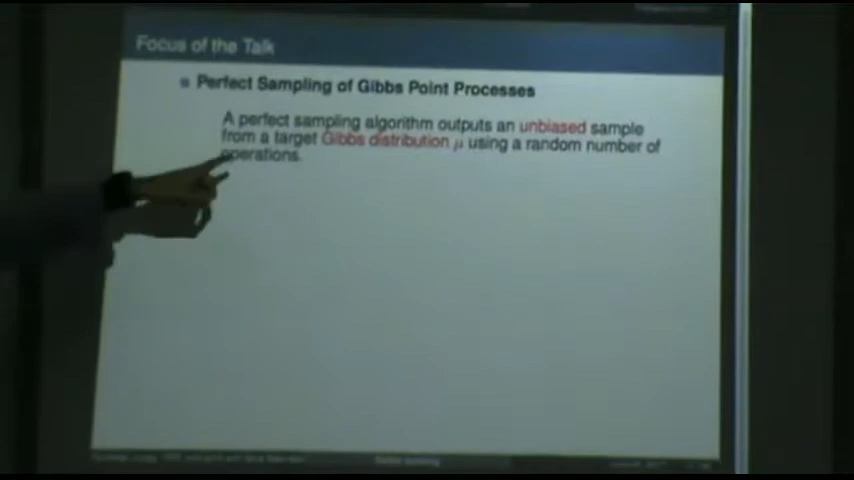 Focus of the Talk
Perfect Sampling of Gibbs Point Processes
A perfect sampling algorithm outputs an unbiased sample
from a target Gibbs distribution μ using a random number of
operations.